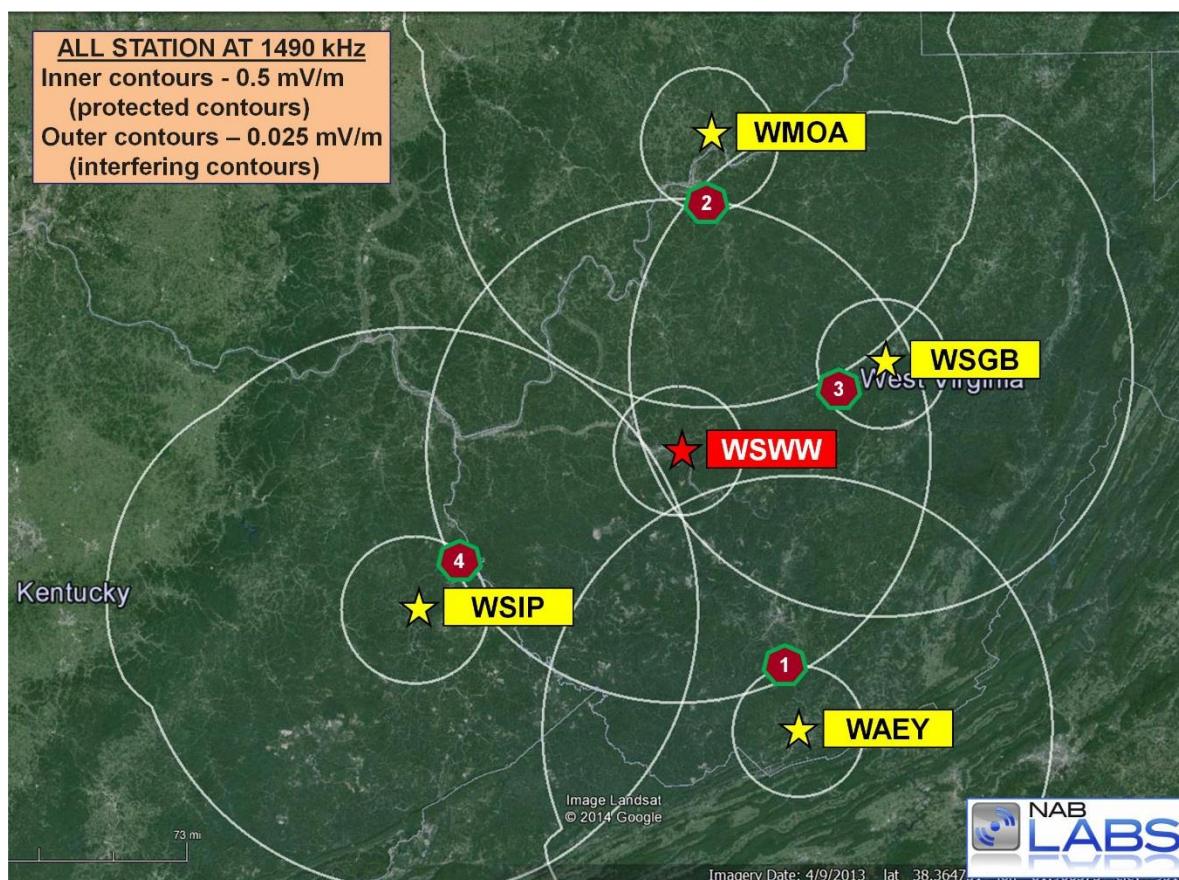 ALL STATION AT 1490 kHz
Inner contours - 0.5 mV/m
(protected contours)
Outer contours – 0.025 mV/m
(interfering contours)
WMOA
2
WSGB
3
West Virginia
WSWW
4
Kentucky
WSIP
1
WAEY
Image Landsat
© 2014 Google
73 mi
NAB
LABS
Imagery Date: 4/9/2013 lat